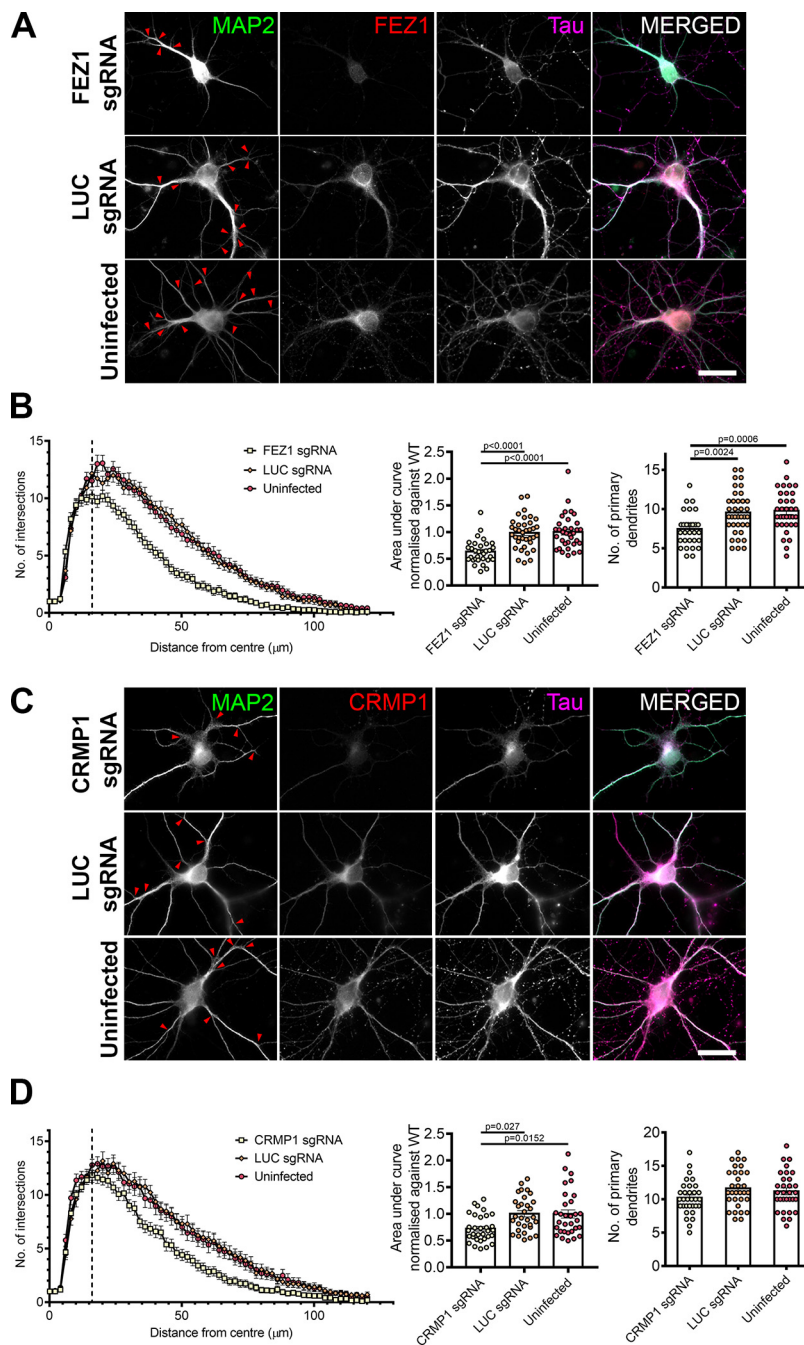 A
MAP2 FEZ1 Tau MERGED
FEZ1
sgRNA
LUC
sgRNA
Uninfected
B
15
10
5
0
No. of intersections
50 100
Distance from centre (μm)
FEZ1 sgRNA
LUC sgRNA
Uninfected
Area under curve
normalised against WT
2.5
2.0
1.5
1.0
0.5
0.0
p<0.0001
p<0.0001
FEZ1 sgRNA
LUC sgRNA
Uninfected
No. of primary
dendrites
15
10
5
0
p=0.0006
p=0.0024
FEZ1 sgRNA
LUC sgRNA
Uninfected
C
MAP2 CRMP1 Tau MERGED
CRMP1
sgRNA
LUC
sgRNA
Uninfected
D
15
10
5
0
No. of intersections
0 50 100
Distance from centre (μm)
CRMP1 sgRNA
LUC sgRNA
Uninfected
Area under curve
normalised against WT
2.5
2.0
1.5
1.0
0.5
0.0
p=0.027
p=0.0152
CRMP1 sgRNA
LUC sgRNA
Uninfected
No. of primary
dendrites
20
15
10
5
0
CRMP1 sgRNA
LUC sgRNA
Uninfected